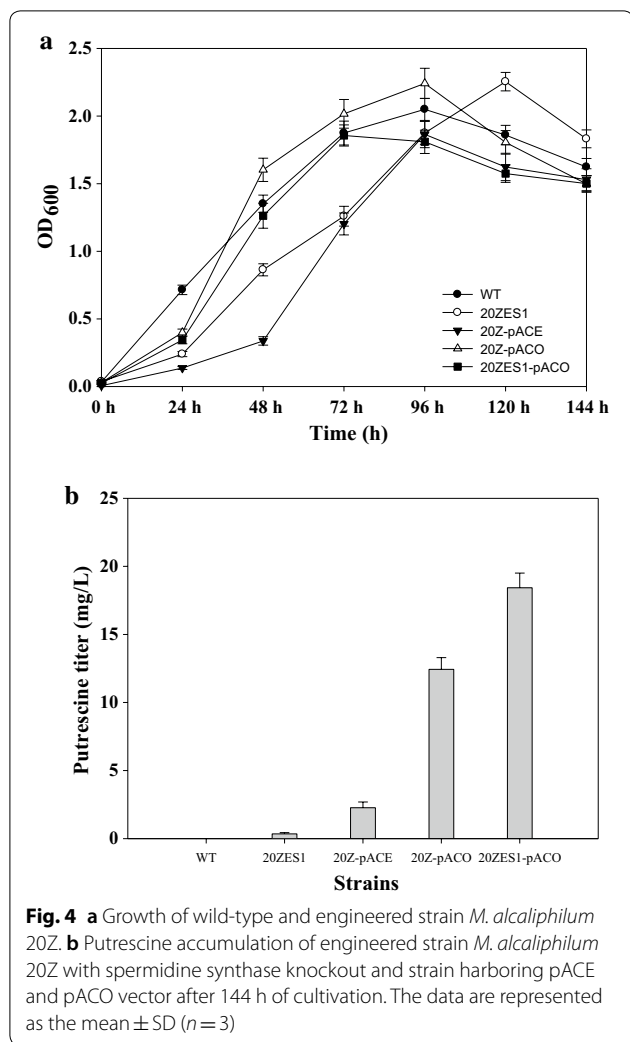 a
2.5
2.0
1.5
1.0
0.5
0.0
OD600
WT
20ZES1
20Z-pACE
20Z-pACO
20ZES1-pACO
0 h 24 h 48 h 72 h 96 h 120 h 144 h
Time (h)
b
25
20
15
10
5
0
Putrescine titer (mg/L)
WT 20ZES1 20Z-pACE 20Z-pACO 20ZES1-pACO
Strains
Fig. 4 a Growth of wild-type and engineered strain M. alcaliphilum
20Z. b Putrescine accumulation of engineered strain M. alcaliphilum
20Z with spermidine synthase knockout and strain harboring pACE
and pACO vector after 144 h of cultivation. The data are represented
as the mean ± SD (n = 3)